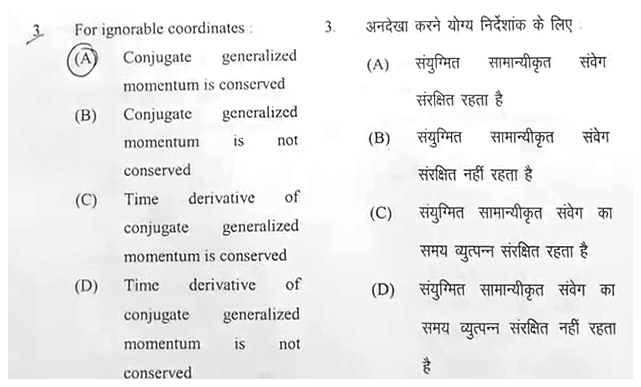 3. For ignorable coordinates :
(A) Conjugate generalized
momentum is conserved
(B) Conjugate generalized
momentum is not
conserved
(C) Time derivative of
conjugate generalized
momentum is conserved
(D) Time derivative of
conjugate generalized
momentum is not
conserved
3. अनदेखा करने योग्य निर्देशांक के लिए :
(A) संयुग्मित सामान्यीकृत संवेग
संरक्षित रहता है
(B) संयुग्मित सामान्यीकृत संवेग
संरक्षित नहीं रहता है
(C) संयुग्मित सामान्यीकृत संवेग का
समय व्युत्पन्न संरक्षित रहता है
(D) संयुग्मित सामान्यीकृत संवेग का
समय व्युत्पन्न संरक्षित नहीं रहता
है